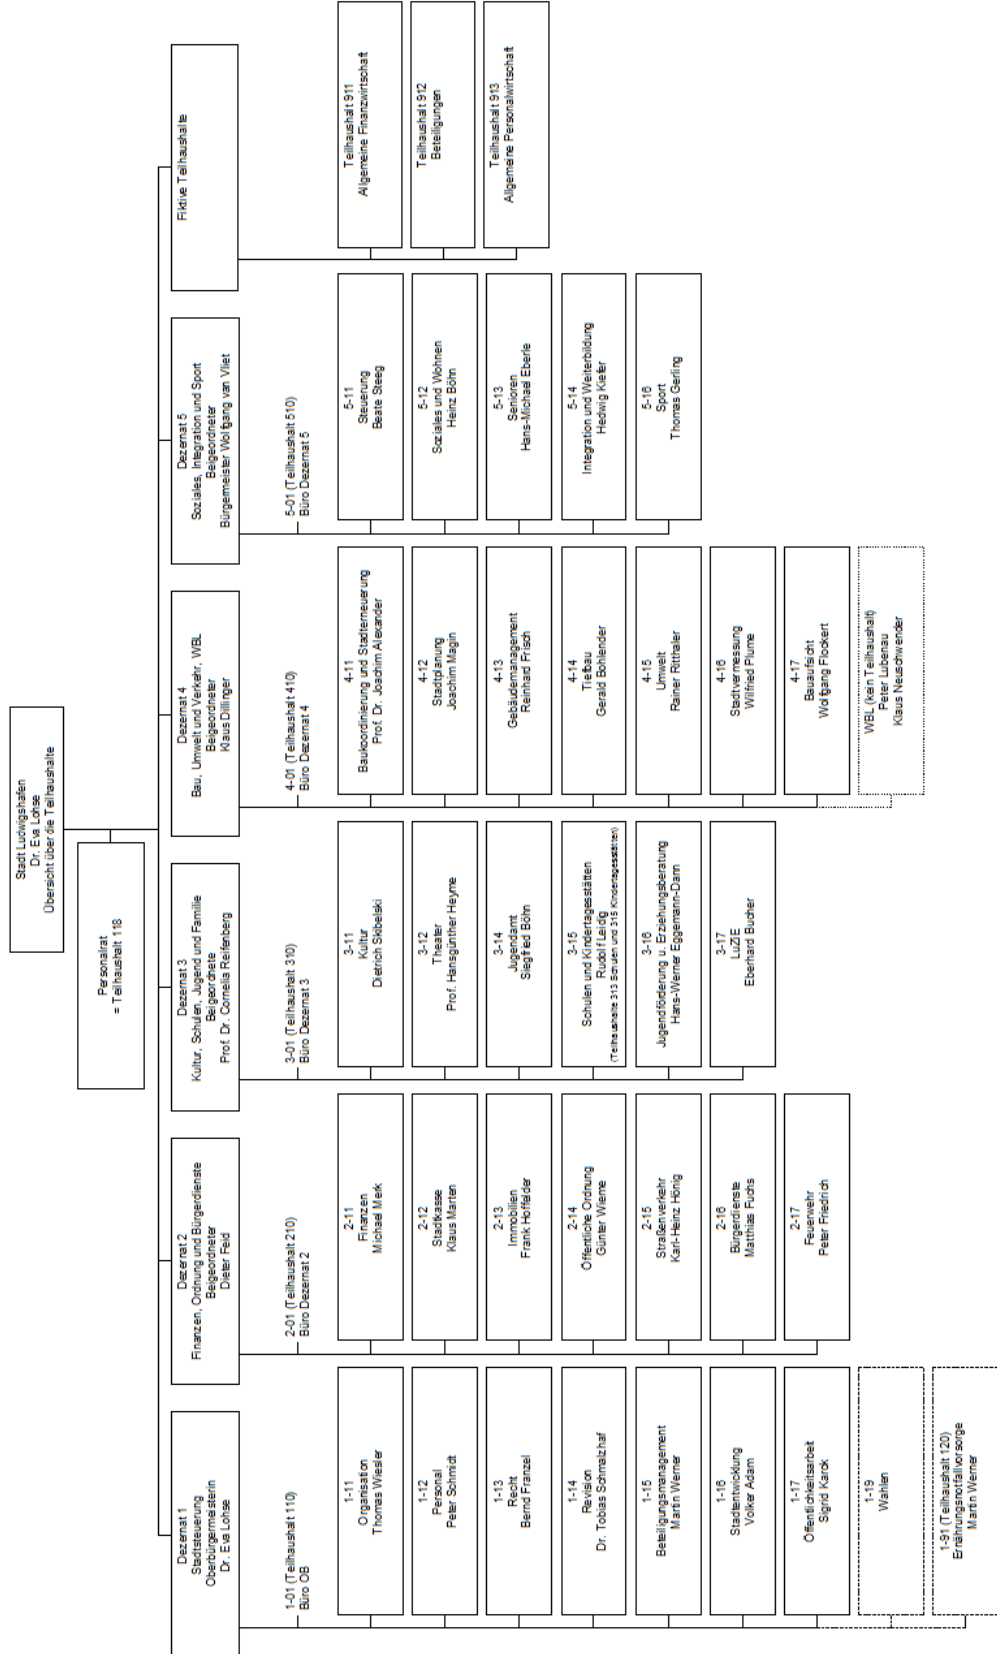 Stadt Ludwigshafen
Dr. Eva Lohse
Übersicht über die Teilhaushalte
Personalrat
= Teilhaushalt 118
Dezernat 1
Stadtsteuerung
Oberbürgermeisterin
Dr. Eva Lohse
1-01 (Teilhaushalt 110)
Büro OB
1-11
Organisation
Thomas Wiesler
1-12
Personal
Peter Schmidt
1-13
Recht
Bernd Fraenzel
1-14
Revision
Dr. Tobias Schmalzhaf
1-15
Beteiligungsmanagement
Martin Werner
1-16
Stadtentwicklung
Volker Adam
1-17
Öffentlichkeitsarbeit
Sigrid Karck
1-19
Wahlen
1-91 (Teilhaushalt 120)
Ernährungsnotfallvorsorge
Martin Werner
Dezernat 2
Finanzen, Ordnung und Bürgerdienste
Beigeordneter
Dieter Feid
2-01 (Teilhaushalt 210)
Büro Dezernat 2
2-11
Finanzen
Michael Merk
2-12
Stadtkasse
Klaus Marten
2-13
Immobilien
Frank Hoffelder
2-14
Öffentliche Ordnung
Günter Wieme
2-15
Straßenverkehr
Karl-Heinz Hönig
2-16
Bürgerdienste
Matthias Fuchs
2-17
Feuerwehr
Peter Friedrich
Dezernat 3
Kultur, Schulen, Jugend und Familie
Beigeordnete
Prof. Dr. Cornelia Reifenberg
3-01 (Teilhaushalt 310)
Büro Dezernat 3
3-11
Kultur
Dietrich Skibelski
3-12
Theater
Prof. Hansgünther Heyme
3-14
Jugendamt
Siegfried Böhn
3-15
Schulen und Kindertagesstätten
Rudolf Leidig
(Teilhaushalte 313 Schulen und 315 Kindertagesstätten)
3-16
Jugendförderung u. Erziehungsberatung
Hans-Werner Eggemann-Dann
3-17
LuZiE
Eberhard Bucher
Dezernat 4
Bau, Umwelt und Verkehr, WBL
Beigeordneter
Klaus Dillinger
4-01 (Teilhaushalt 410)
Büro Dezernat 4
4-11
Baukoordinierung und Stadterneuerung
Prof. Dr. Joachim Alexander
4-12
Stadtplanung
Joachim Magin
4-13
Gebäudemanagement
Reinhard Frisch
4-14
Tiefbau
Gerald Bohlender
4-15
Umwelt
Rainer Ritthaler
4-16
Stadtvermessung
Wilfried Plume
4-17
Bauaufsicht
Wolfgang Flockert
WBL (kein Teilhaushalt)
Peter Lubenau
Klaus Neuschwender
Dezernat 5
Soziales, Integration und Sport
Beigeordneter
Bürgermeister Wolfgang van Vliet
5-01 (Teilhaushalt 510)
Büro Dezernat 5
5-11
Steuerung
Beate Steeg
5-12
Soziales und Wohnen
Heinz Böhn
5-13
Senioren
Hans-Michael Eberle
5-14
Integration und Weiterbildung
Hedwig Kiefer
5-16
Sport
Thomas Gerling
Fiktive Teilhaushalte
Teilhaushalt 911
Allgemeine Finanzwirtschaft
Teilhaushalt 912
Beteiligungen
Teilhaushalt 913
Allgemeine Personalwirtschaft